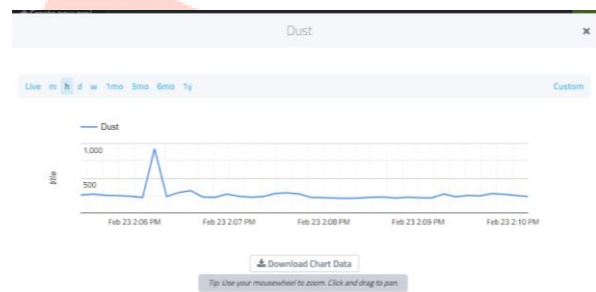 Dust
×
Live m h d w 1mo 3mo 6mo 1y Custom
Dust
1,000
500
Feb 23 2:06 PM Feb 23 2:07 PM Feb 23 2:08 PM Feb 23 2:09 PM Feb 23 2:10 PM
Download Chart Data
Tip: Use your mousewheel to zoom. Click and drag to pan.